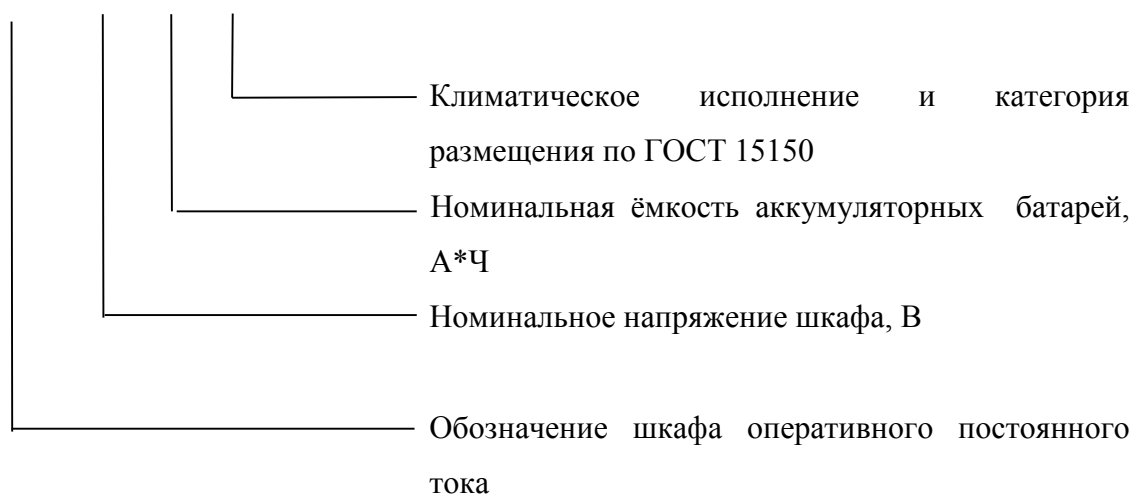 Климатическое исполнение и категория
размещения по ГОСТ 15150
Номинальная ёмкость аккумуляторных батарей,
А*Ч
Номинальное напряжение шкафа, В
Обозначение шкафа оперативного постоянного
тока